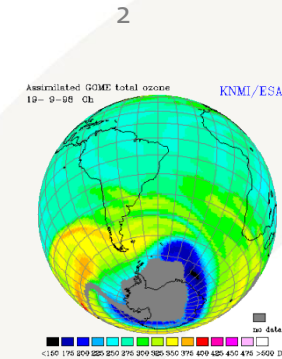 2
Assimilated GOME total ozone
KNMI/ESA
19- 9-98 0h
no data
<150 175 200 225 250 275 300 325 350 375 400 425 450 475 >500